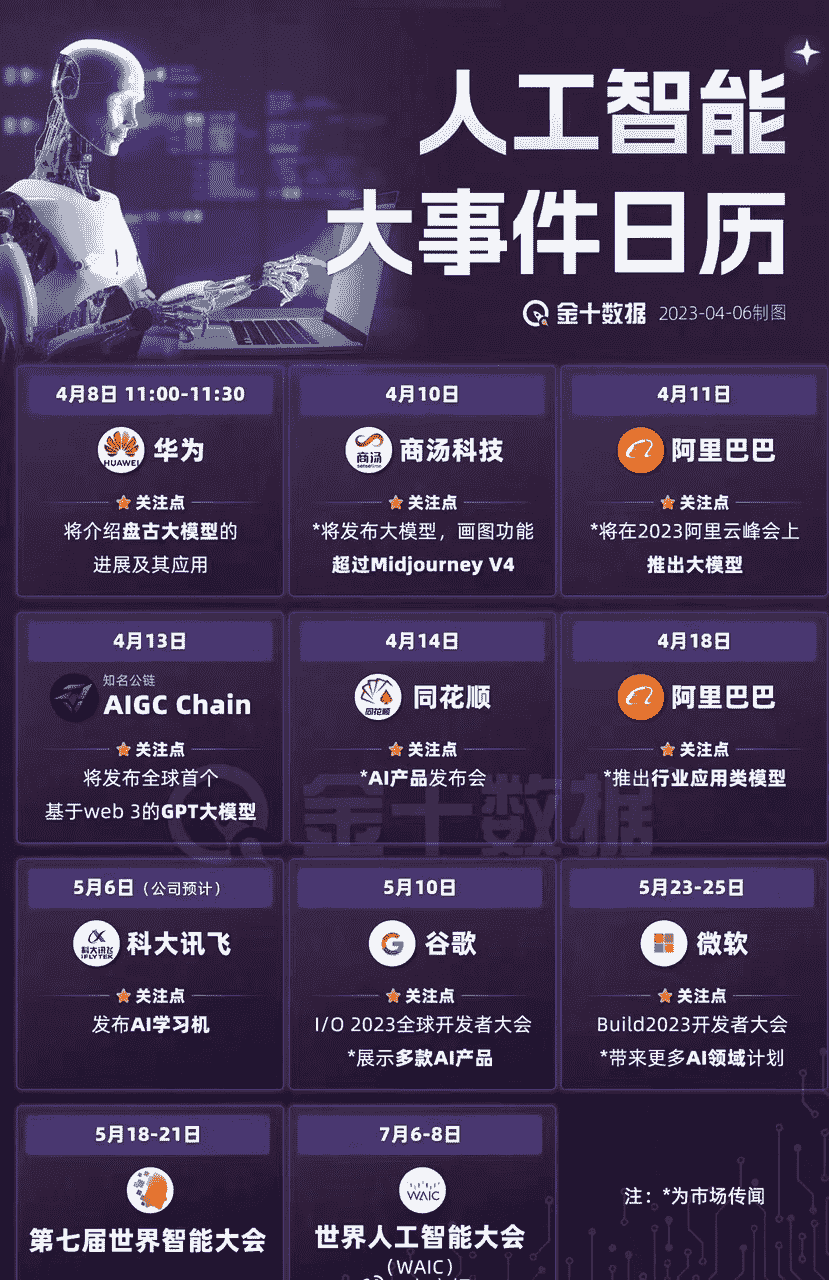 人工智能
大事件日历
金十数据 2023-04-06制图
4月8日 11:00-11:30
HUAWEI
华为
关注点
将介绍盘古大模型的
进展及其应用
4月10日
商汤
sensetime
商汤科技
关注点
*将发布大模型，画图功能
超过Midjourney V4
4月11日
阿里巴巴
关注点
*将在2023阿里云峰会上
推出大模型
4月13日
知名公链
AIGC Chain
关注点
将发布全球首个
基于web 3的GPT大模型
4月14日
同花顺
同花顺
关注点
*AI产品发布会
4月18日
阿里巴巴
关注点
*推出行业应用类模型
金十数据
5月6日（公司预计）
科大讯飞
iFLYTEK
科大讯飞
关注点
发布AI学习机
5月10日
G
谷歌
关注点
I/O 2023全球开发者大会
*展示多款AI产品
5月23-25日
微软
关注点
Build2023开发者大会
*带来更多AI领域计划
5月18-21日
第七届世界智能大会
7月6-8日
WAIC
世界人工智能大会
（WAIC）
注：*为市场传闻